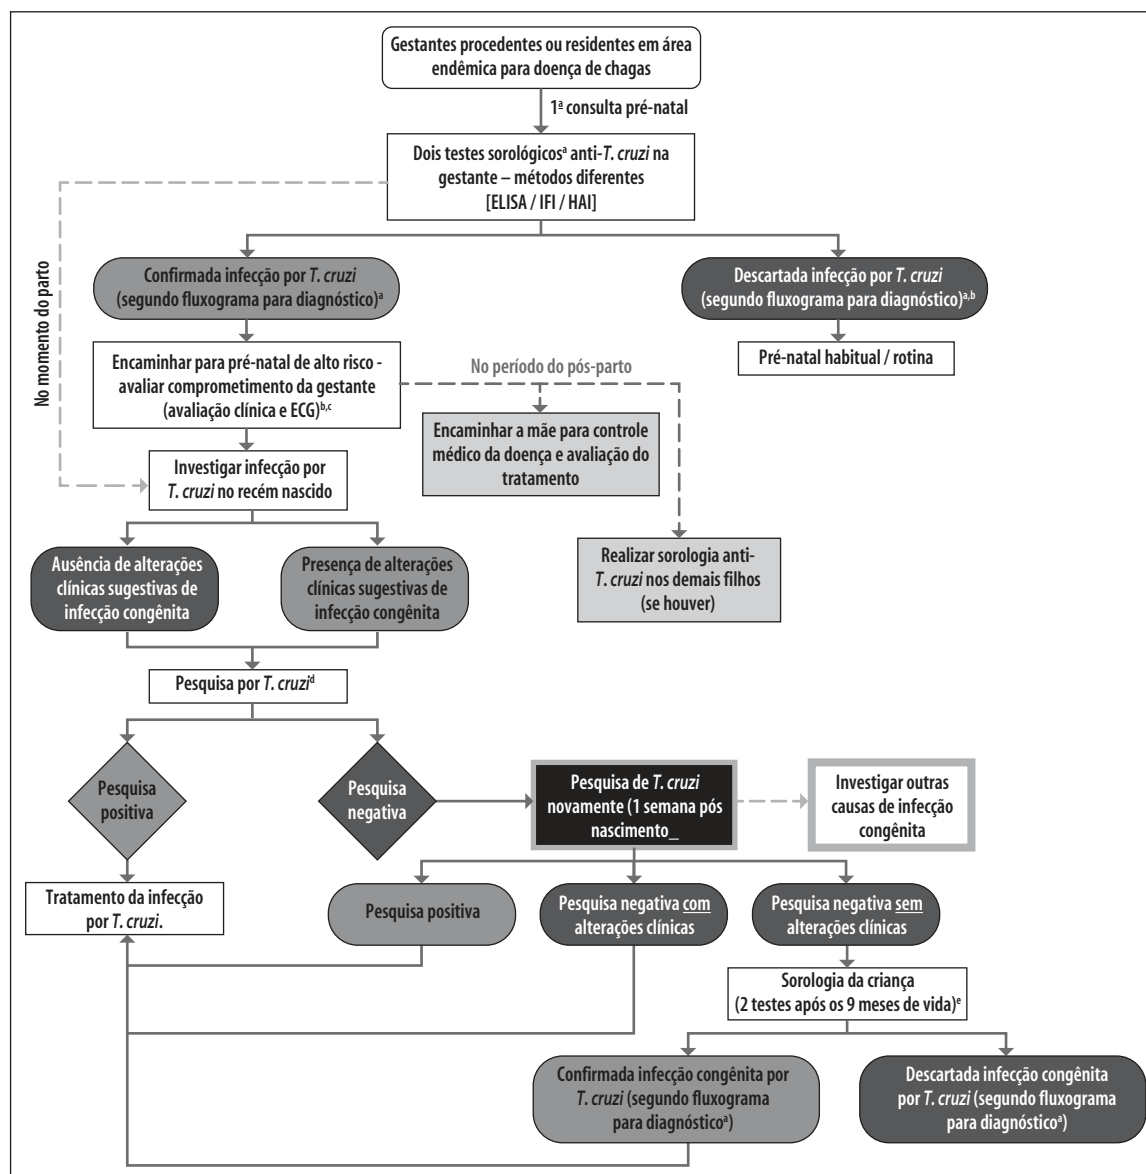 Gestantes procedentes ou residentes em área
endêmica para doença de chagas
1ª consulta pré-natal
Dois testes sorológicosᵃ anti-T. cruzi na
gestante – métodos diferentes
[ELISA / IFI / HAI]
No momento do parto
Confirmada infecção por T. cruzi
(segundo fluxograma para diagnóstico)ᵃ
Descartada infecção por T. cruzi
(segundo fluxograma para diagnóstico)ᵃ,ᵇ
Encaminhar para pré-natal de alto risco -
avaliar comprometimento da gestante
(avaliação clínica e ECG)ᵇ,ᶜ
Pré-natal habitual / rotina
No período do pós-parto
Encaminhar a mãe para controle
médico da doença e avaliação do
tratamento
Investigar infecção por
T. cruzi no recém nascido
Realizar sorologia anti-
T. cruzi nos demais filhos
(se houver)
Ausência de alterações
clínicas sugestivas de
infecção congênita
Presença de alterações
clínicas sugestivas de
infecção congênita
Pesquisa por T. cruziᵈ
Pesquisa
positiva
Pesquisa
negativa
Pesquisa de T. cruzi
novamente (1 semana pós
nascimento_
Investigar outras
causas de infecção
congênita
Tratamento da infecção
por T. cruzi.
Pesquisa positiva
Pesquisa negativa com
alterações clínicas
Pesquisa negativa sem
alterações clínicas
Sorologia da criança
(2 testes após os 9 meses de vida)ᵉ
Confirmada infecção congênita por
T. cruzi (segundo fluxograma
para diagnósticoᵃ)
Descartada infecção congênita
por T. cruzi (segundo fluxograma
para diagnósticoᵃ)